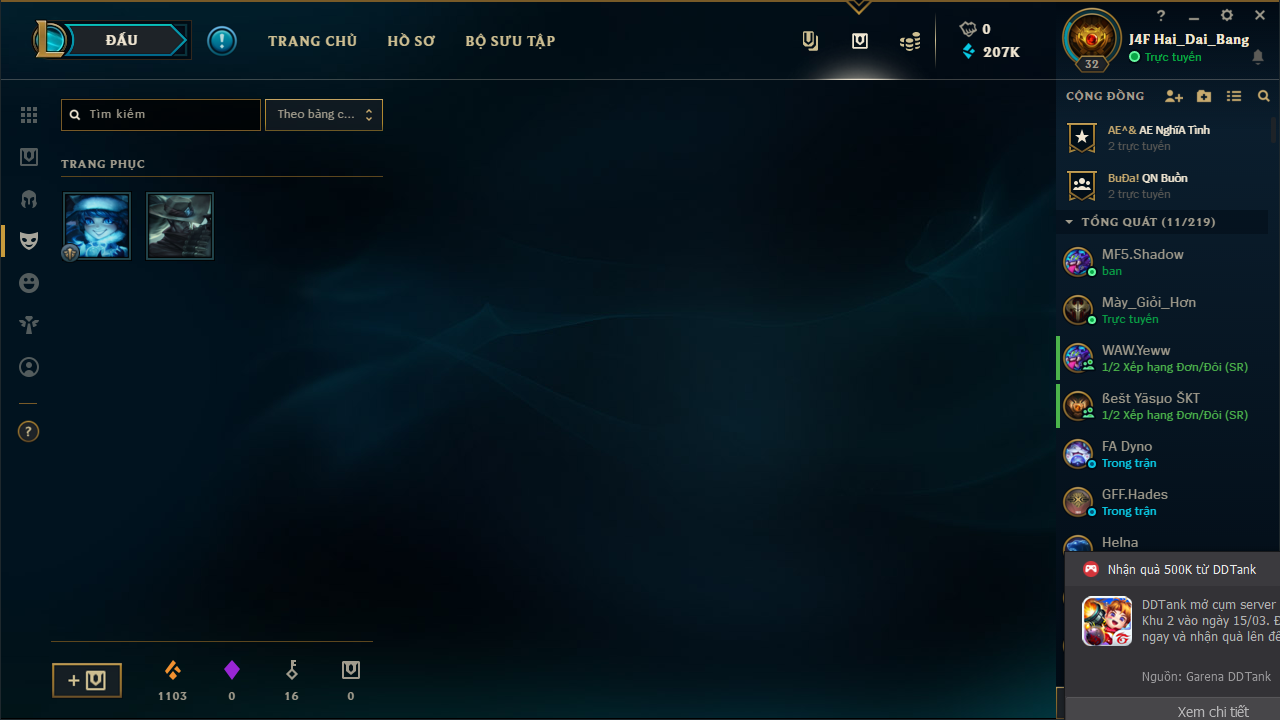 ĐẤU
TRANG CHỦ
HỒ SƠ
BỘ SƯU TẬP
0
207K
32
J4F Hai_Dai_Bang
Trực tuyến
Tìm kiếm
Theo bảng c...
TRANG PHỤC
CỘNG ĐỒNG
AE^& AE NghĩA Tình
2 trực tuyến
BuĐa! QN Buồn
2 trực tuyến
TỔNG QUÁT (11/219)
MF5.Shadow
ban
Mày_Giỏi_Hơn
Trực tuyến
WAW.Yeww
1/2 Xếp hạng Đơn/Đôi (SR)
ßešt Yäsµo ŠKT
1/2 Xếp hạng Đơn/Đôi (SR)
FA Dyno
Trong trận
GFF.Hades
Trong trận
Helna
Nhận quà 500K từ DDTank
DDTank mở cụm server
Khu 2 vào ngày 15/03. Đ
ngay và nhận quà lên đế
Nguồn: Garena DDTank
Xem chi tiết
1103
0
16
0